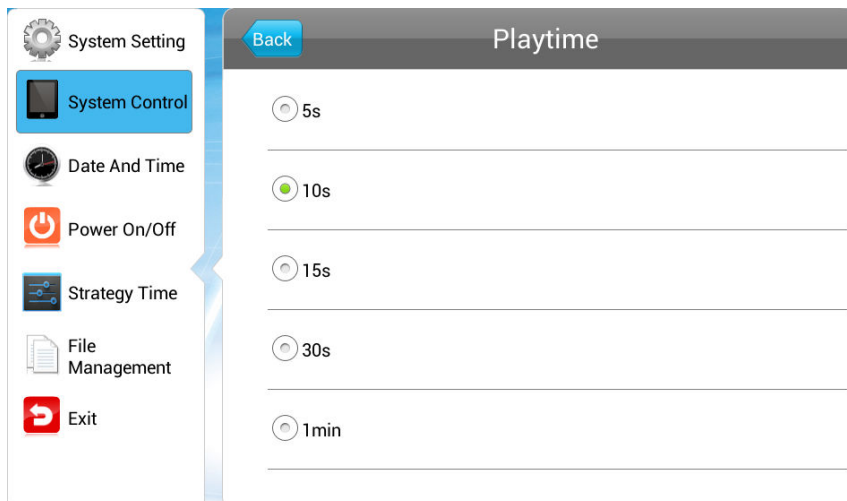 System Setting
System Control
Date And Time
Power On/Off
Strategy Time
File
Management
Exit
Back
Playtime
5s
10s
15s
30s
1min